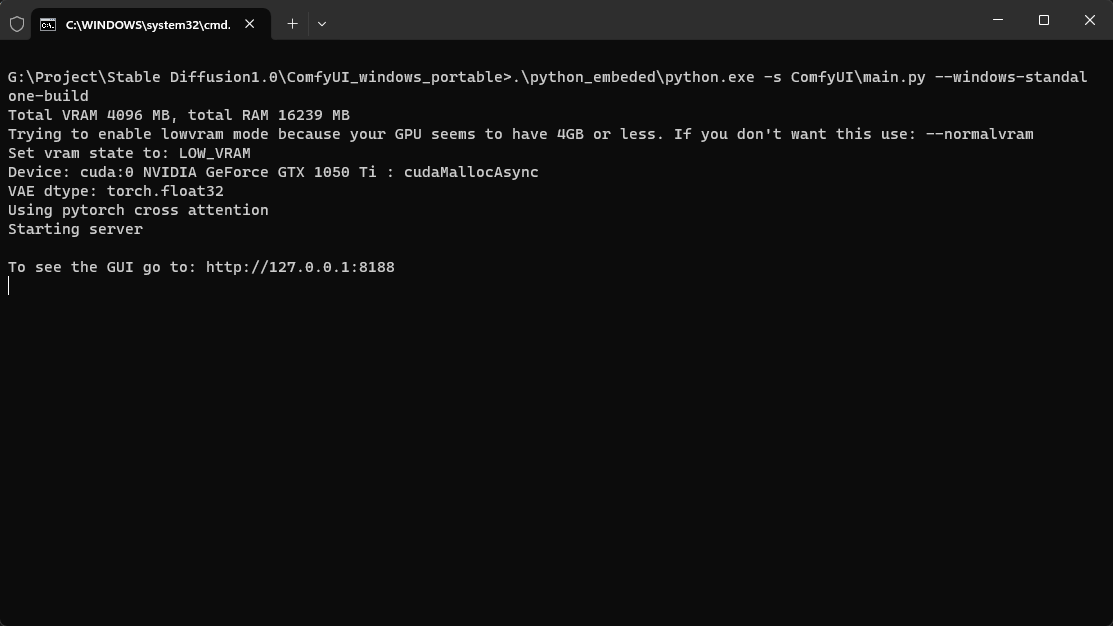 C:\WINDOWS\system32\cmd.
G:\Project\Stable Diffusion1.0\ComfyUI_windows_portable>.\python_embeded\python.exe -s ComfyUI\main.py --windows-standal
one-build
Total VRAM 4096 MB, total RAM 16239 MB
Trying to enable lowvram mode because your GPU seems to have 4GB or less. If you don't want this use: --normalvram
Set vram state to: LOW_VRAM
Device: cuda:0 NVIDIA GeForce GTX 1050 Ti : cudaMallocAsync
VAE dtype: torch.float32
Using pytorch cross attention
Starting server
To see the GUI go to: http://127.0.0.1:8188